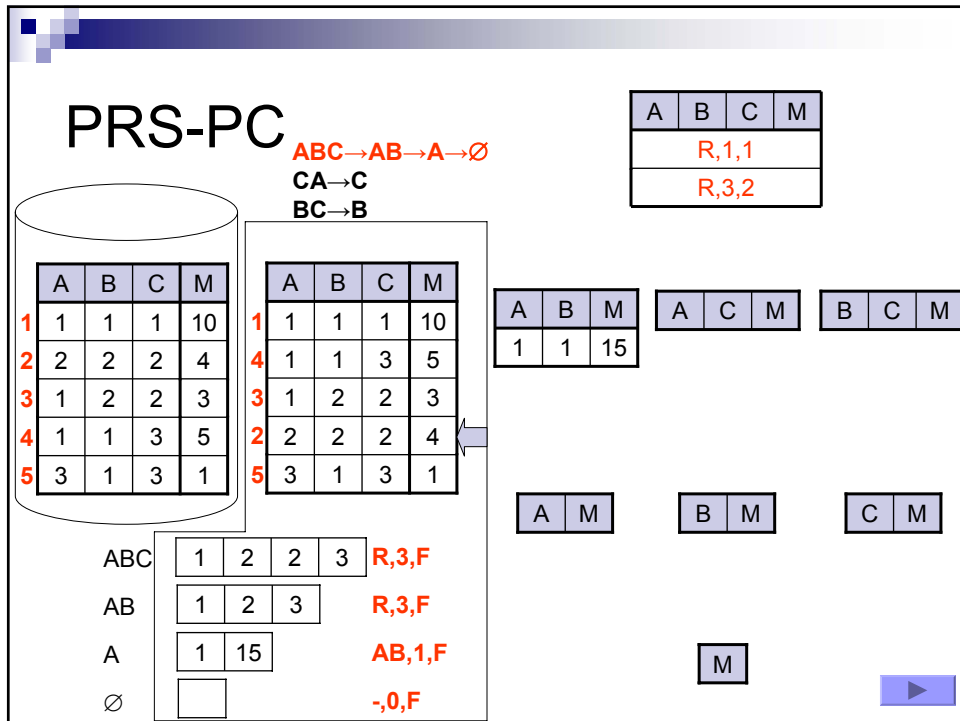 PRS-PC
ABC→AB→A→∅
CA→C
BC→B
A B C M
R,1,1
R,3,2
A B C M
1 1 1 1 10
2 2 2 2 4
3 1 2 2 3
4 1 1 3 5
5 3 1 3 1
A B C M
1 1 1 1 10
4 1 1 3 5
3 1 2 2 3
2 2 2 2 4
5 3 1 3 1
A B M
1 1 15
A C M
B C M
A M
B M
C M
ABC 1 2 2 3 R,3,F
AB 1 2 3 R,3,F
A 1 15 AB,1,F
∅ -,0,F
M